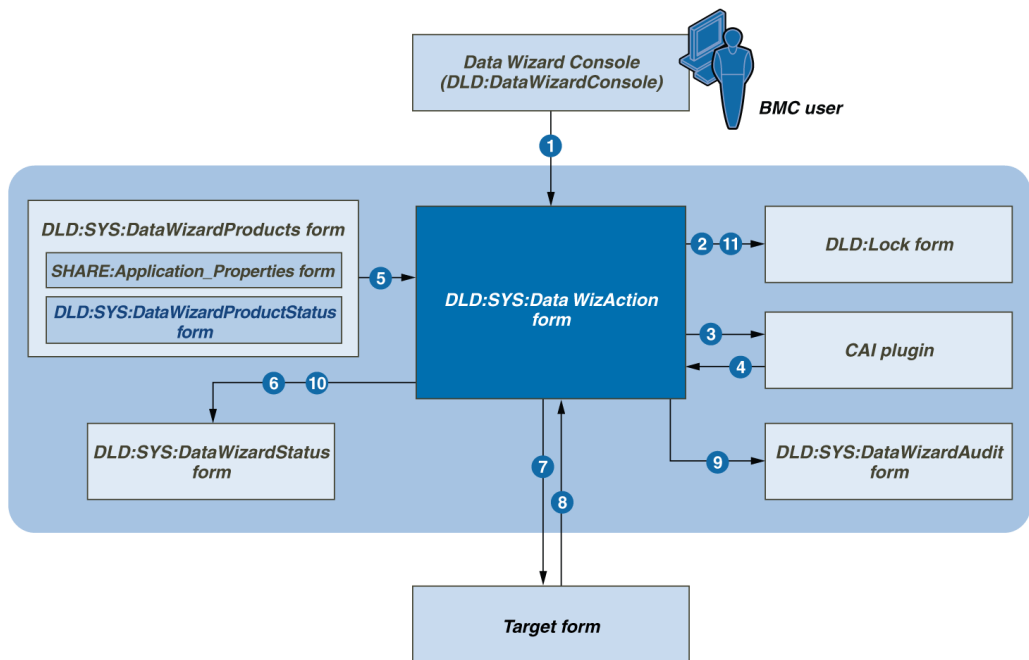 Data Wizard Console
(DLD:DataWizardConsole)
BMC user
1
DLD:SYS:DataWizardProducts form
SHARE:Application_Properties form
DLD:SYS:DataWizardProductStatus
form
5
DLD:SYS:Data WizAction
form
2
11
DLD:Lock form
3
4
CAI plugin
6
10
DLD:SYS:DataWizardStatus
form
7
8
9
DLD:SYS:DataWizardAudit
form
Target form